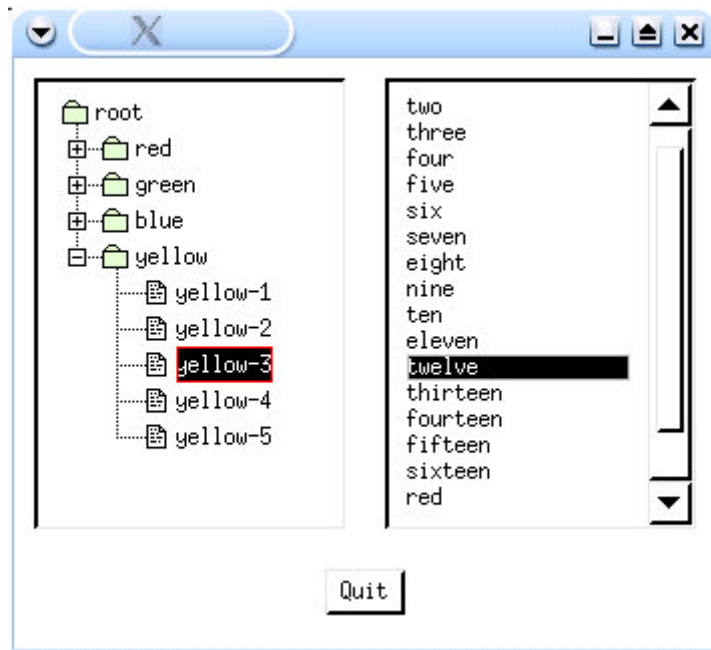 X
root
red
green
blue
yellow
yellow-1
yellow-2
yellow-3
yellow-4
yellow-5
two
three
four
five
six
seven
eight
nine
ten
eleven
twelve
thirteen
fourteen
fifteen
sixteen
red
Quit